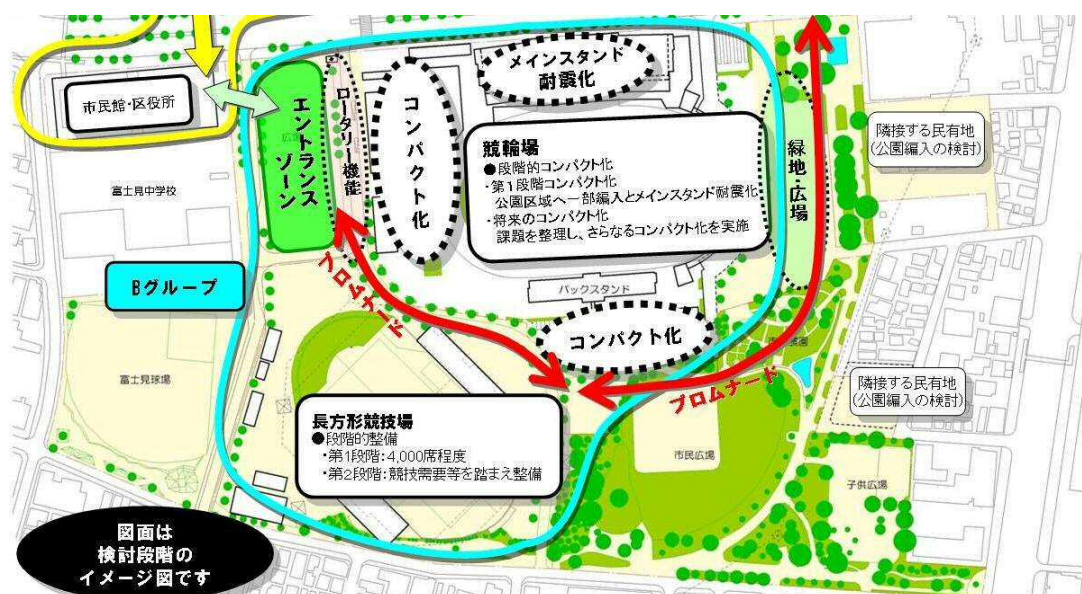 メインスタンド
耐震化
市民館・区役所
エントランス
ゾーン
ロータリー機能
コンパクト化
競輪場
●段階的コンパクト化
・第1段階コンパクト化
公園区域へ一部編入とメインスタンド耐震化
・将来のコンパクト化
課題を整理し、さらなるコンパクト化を実施
緑地・広場
隣接する民有地
(公園編入の検討)
富士見中学校
Bグループ
プロムナード
バックスタンド
コンパクト化
プロムナード
富士見球場
隣接する民有地
(公園編入の検討)
長方形競技場
●段階的整備
・第1段階:4,000席程度
・第2段階:競技需要等を踏まえ整備
市民広場
子供広場
図面は
検討段階の
イメージ図です